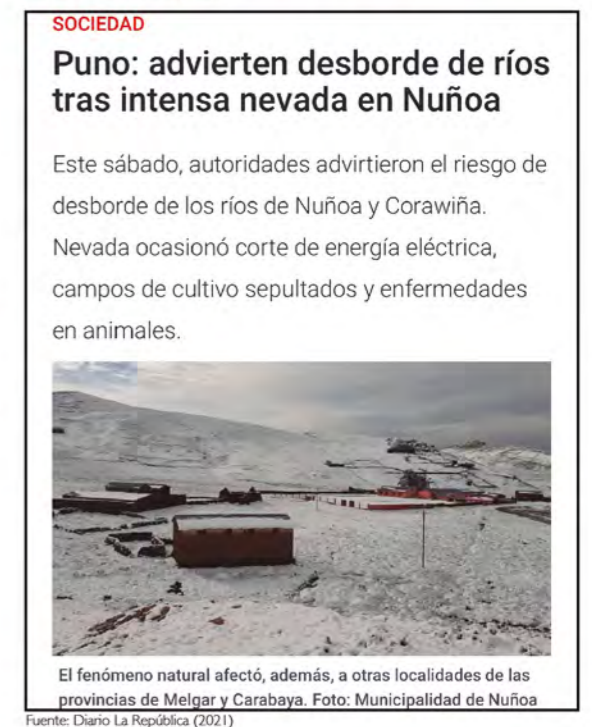 SOCIEDAD
Puno: advierten desborde de ríos
tras intensa nevada en Nuñoa
Este sábado, autoridades advirtieron el riesgo de
desborde de los ríos de Nuñoa y Corawiña.
Nevada ocasionó corte de energía eléctrica,
campos de cultivo sepultados y enfermedades
en animales.
El fenómeno natural afectó, además, a otras localidades de las
provincias de Melgar y Carabaya. Foto: Municipalidad de Nuñoa
Fuente: Diario La República (2021)